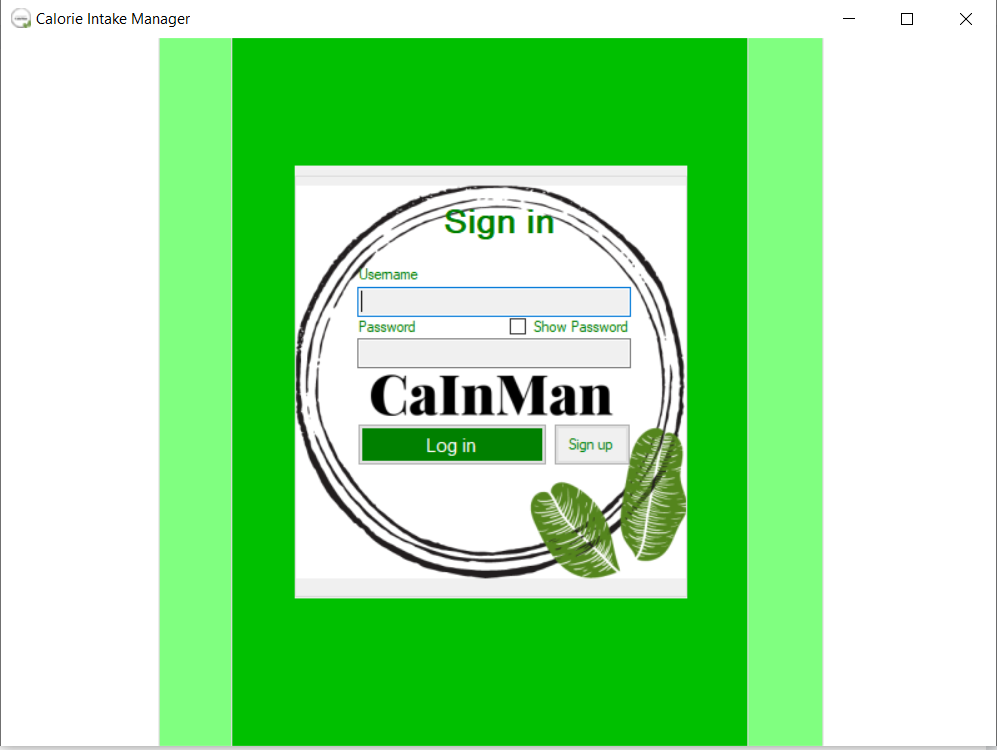 Calorie Intake Manager
Sign in
Username
Password
Show Password
CaInMan
Log in
Sign up